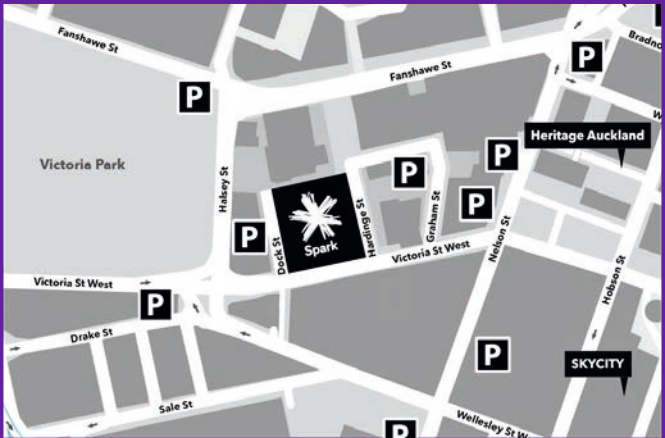 Fanshawe St
P
Bradno
Fanshawe St
P
W
Heritage Auckland
P
P
Victoria Park
Halsey St
P
Spark
Dock St
Hardinge St
Graham St
P
Nelson St
Victoria St West
Hobson St
Victoria St West
P
Drake St
P
SKYCITY
Sale St
Wellesley St W
P